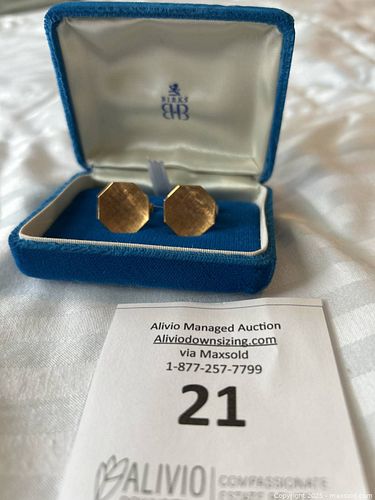 BIRKS
Alivio Managed Auction
Aliviodownsizing.com
via Maxsold
1-877-257-7799
21
ALIVIO
COMPASSIONATE
Copyright 2025 - maxsold.com